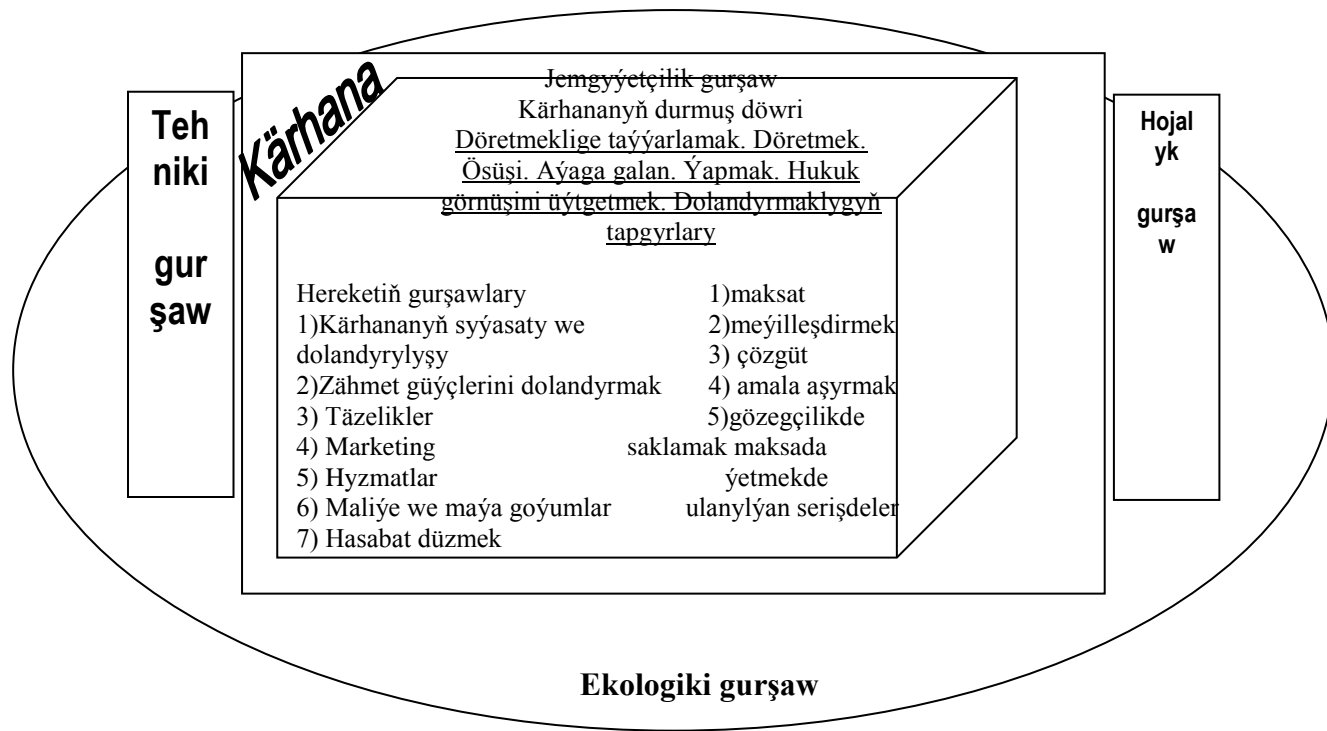 Jemgyýetçilik gurşaw
Kärhana
Kärhananyň durmuş döwri
Döretmeklige taýýarlamak. Döretmek.
Ösüşi. Aýaga galan. Ýapmak. Hukuk
görnüşini üýtgetmek. Dolandyrmaklygyň
tapgyrlary
Teh
niki
gur
şaw
Hojal
yk
gurşa
w
Hereketiň gurşawlary
1)Kärhananyň syýasaty we
dolandyrylyşy
2)Zähmet güýçlerini dolandyrmak
3) Täzelikler
4) Marketing
5) Hyzmatlar
6) Maliýe we maýa goýumlar
7) Hasabat düzmek
1)maksat
2)meýilleşdirmek
3) çözgüt
4) amala aşyrmak
5)gözegçilikde
saklamak maksada
ýetmekde
ulanylýan serişdeler
Ekologiki gurşaw